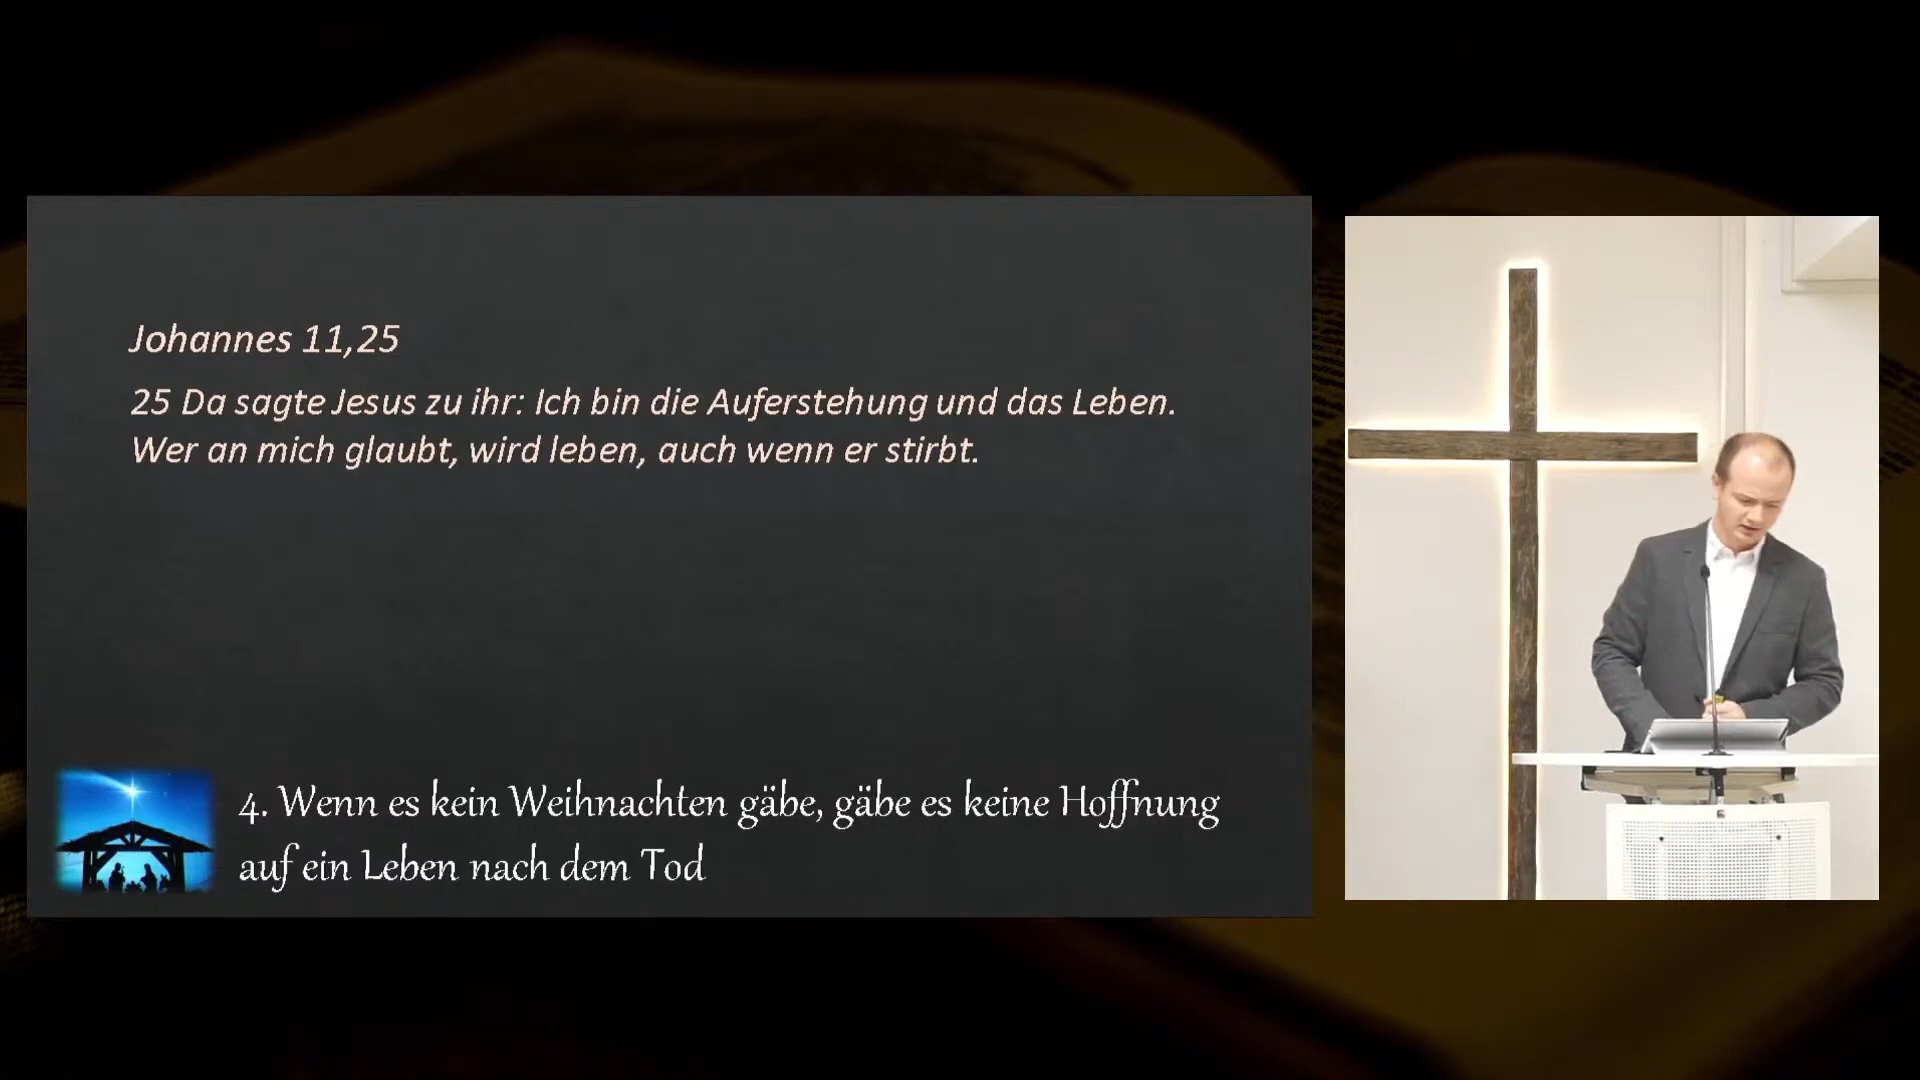 Johannes 11,25
25 Da sagte Jesus zu ihr: Ich bin die Auferstehung und das Leben.
Wer an mich glaubt, wird leben, auch wenn er stirbt.
4. Wenn es kein Weihnachten gäbe, gäbe es keine Hoffnung
auf ein Leben nach dem Tod